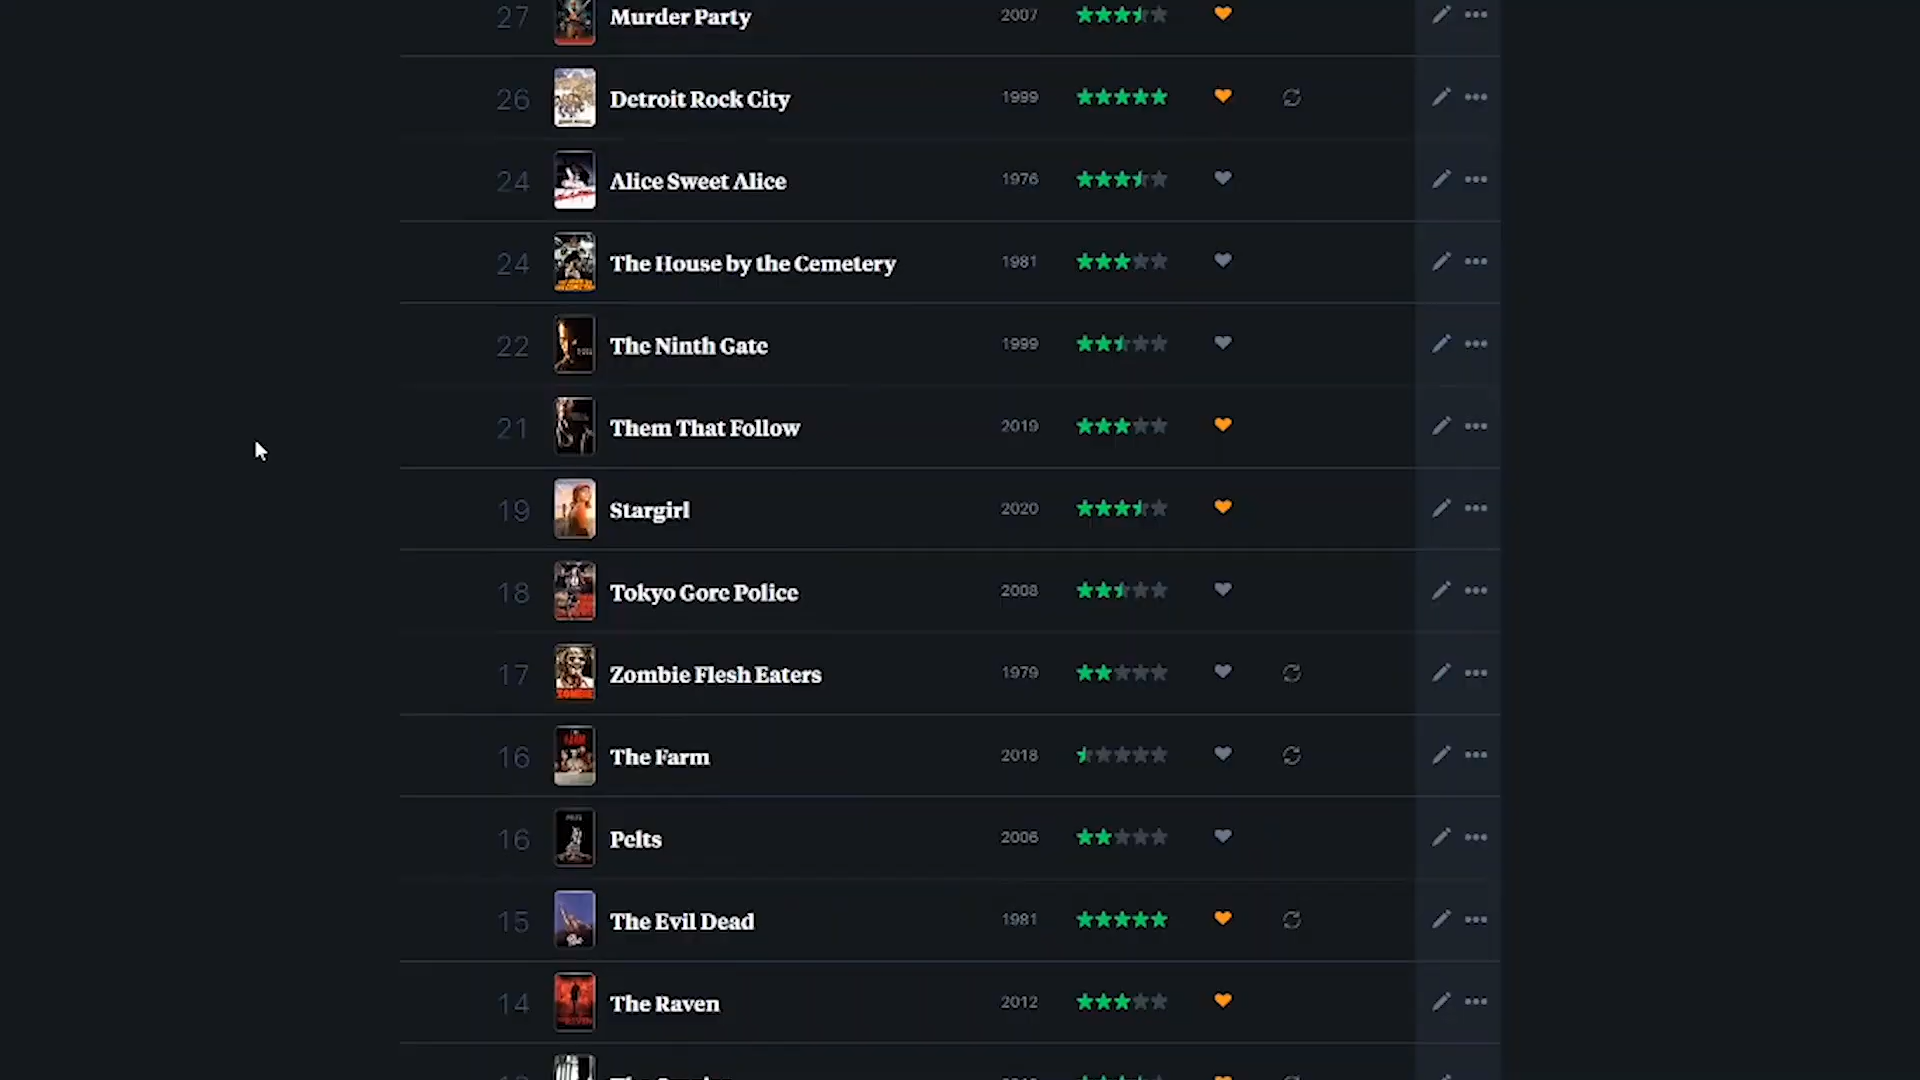 27 Murder Party 2007
26 Detroit Rock City 1999
24 Alice Sweet Alice 1976
24 The House by the Cemetery 1981
22 The Ninth Gate 1999
21 Them That Follow 2019
19 Stargirl 2020
18 Tokyo Gore Police 2008
17 Zombie Flesh Eaters 1979
ZOMBIE
16 The Farm 2018
16 Pelts 2006
15 The Evil Dead 1981
14 The Raven 2012